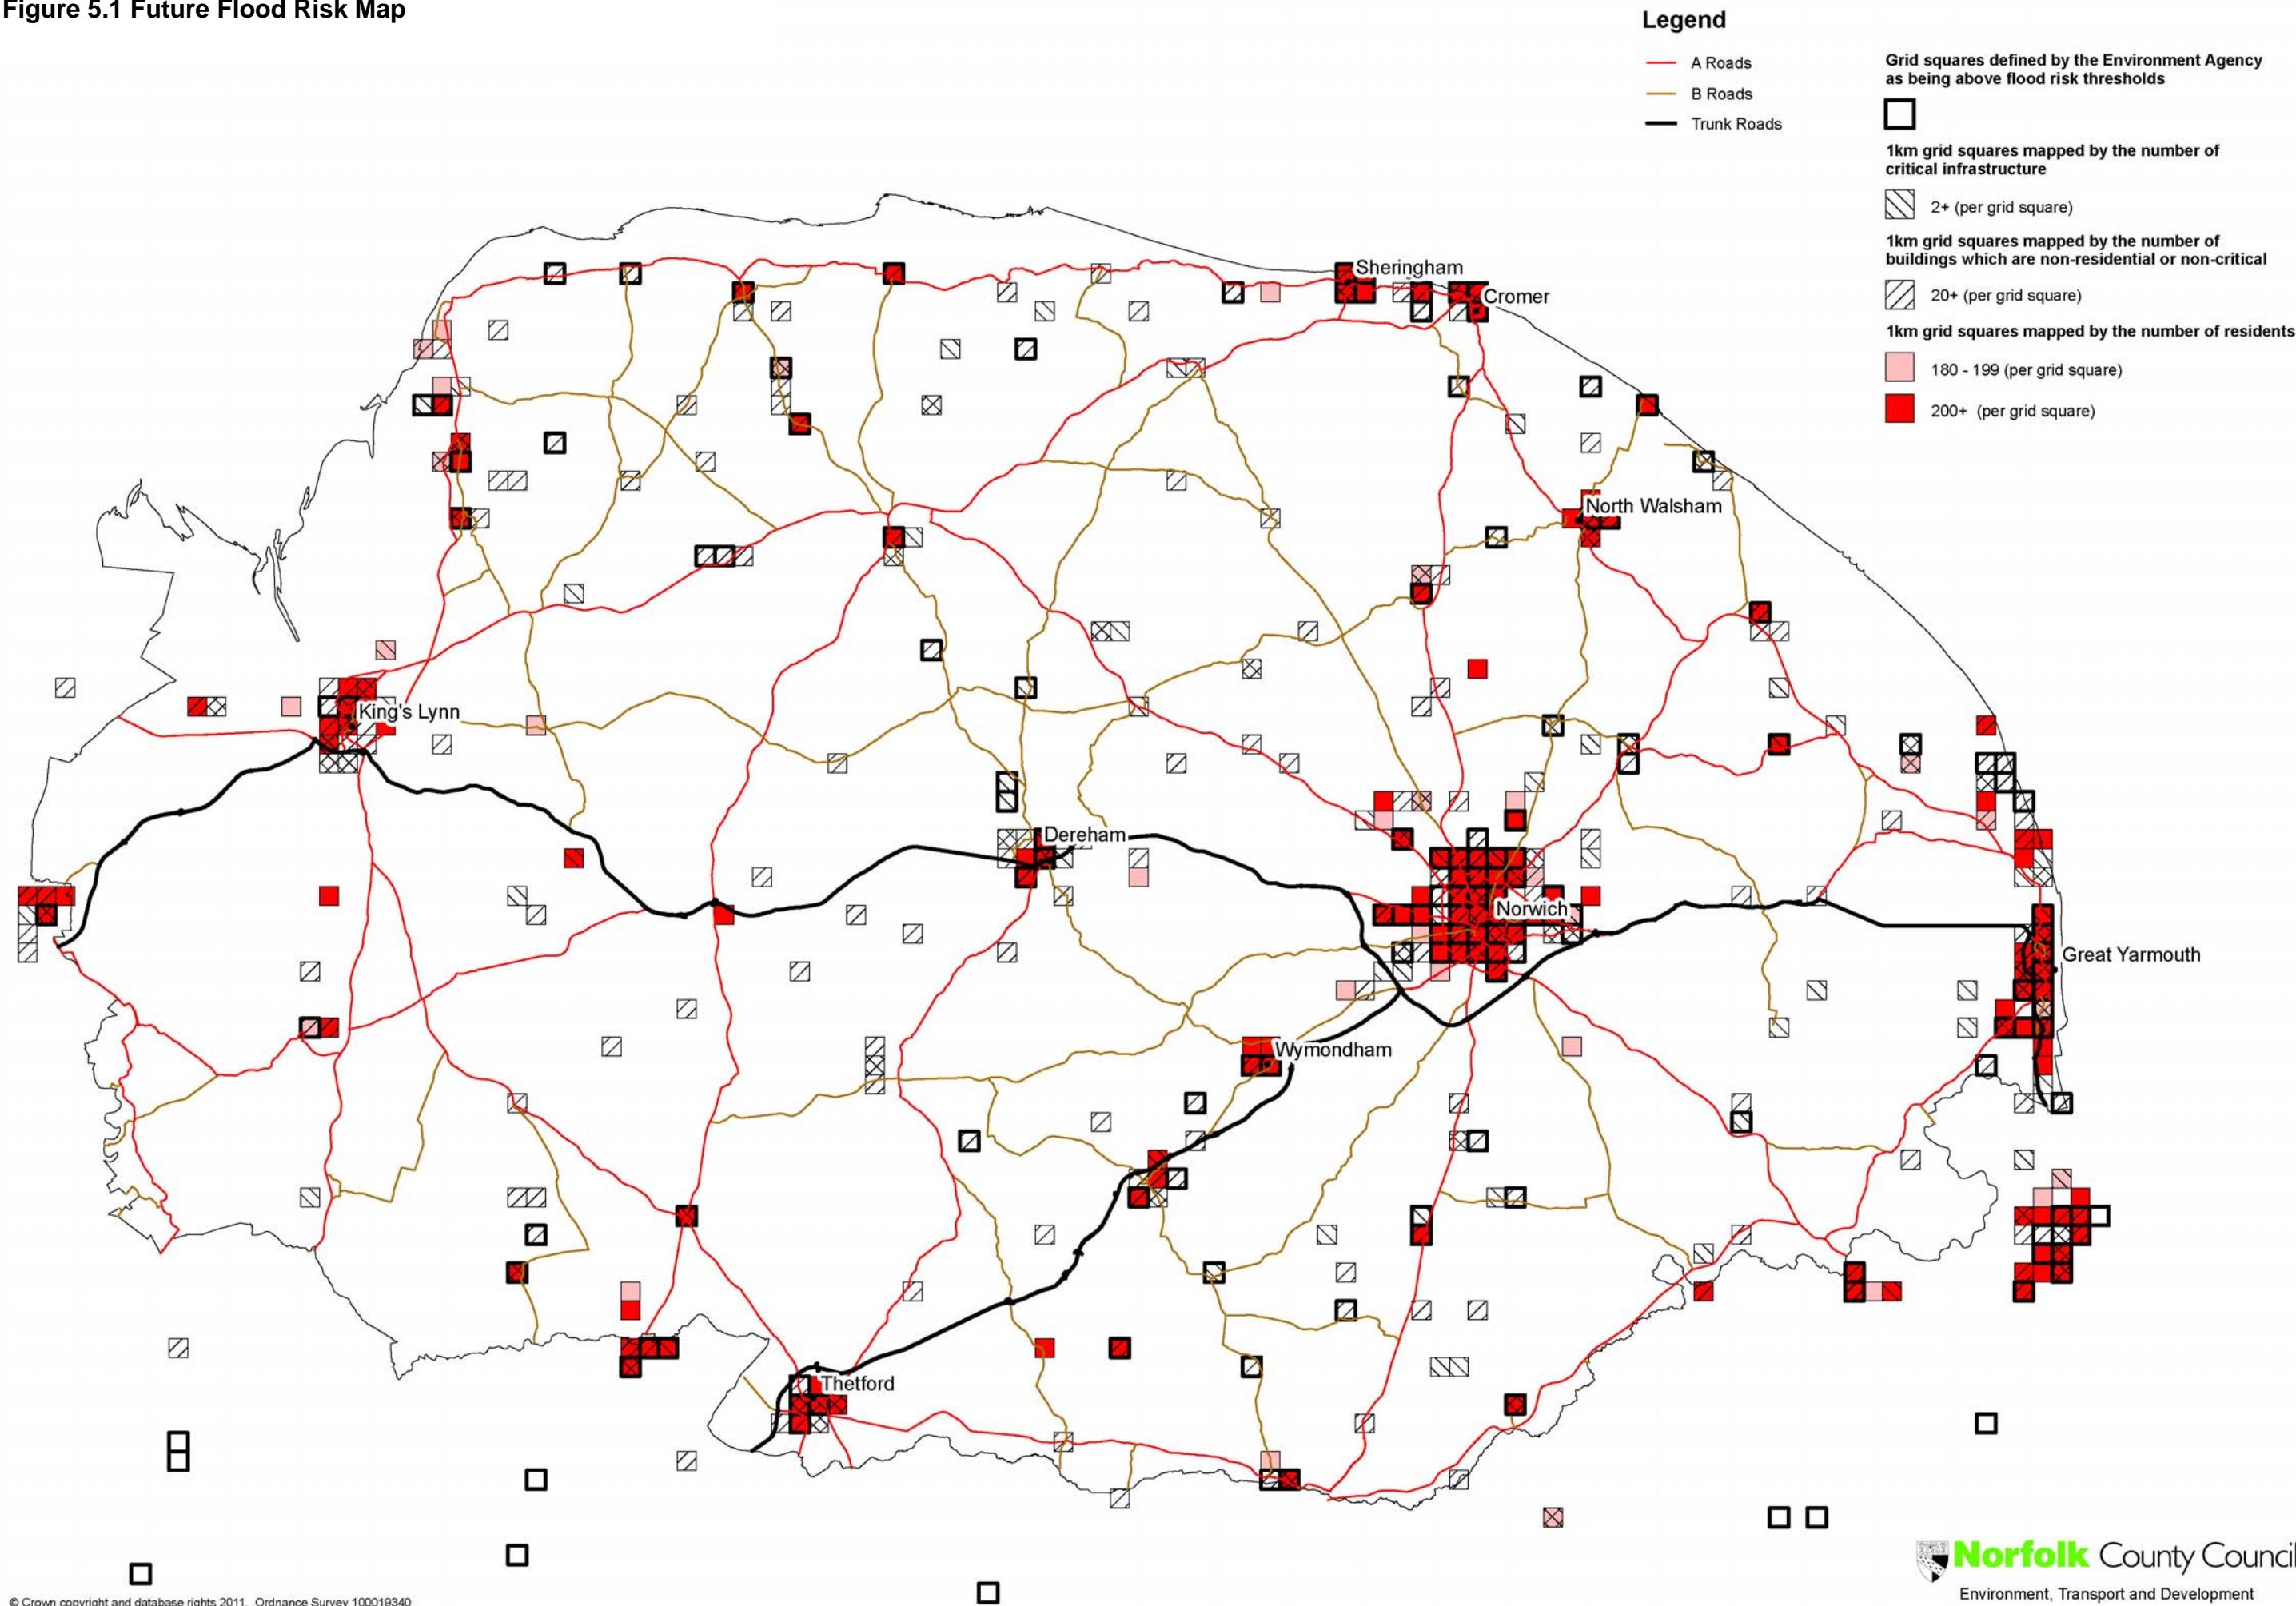 Figure 5.1 Future Flood Risk Map
Legend
A Roads
B Roads
Trunk Roads
Grid squares defined by the Environment Agency
as being above flood risk thresholds
1km grid squares mapped by the number of
critical infrastructure
2+ (per grid square)
1km grid squares mapped by the number of
buildings which are non-residential or non-critical
20+ (per grid square)
1km grid squares mapped by the number of residents
180 - 199 (per grid square)
200+ (per grid square)
Sheringham
Cromer
North Walsham
King's Lynn
Dereham
Norwich
Great Yarmouth
Wymondham
Thetford
Norfolk County Council
Environment, Transport and Development
© Crown copyright and database rights 2011. Ordnance Survey 100019340